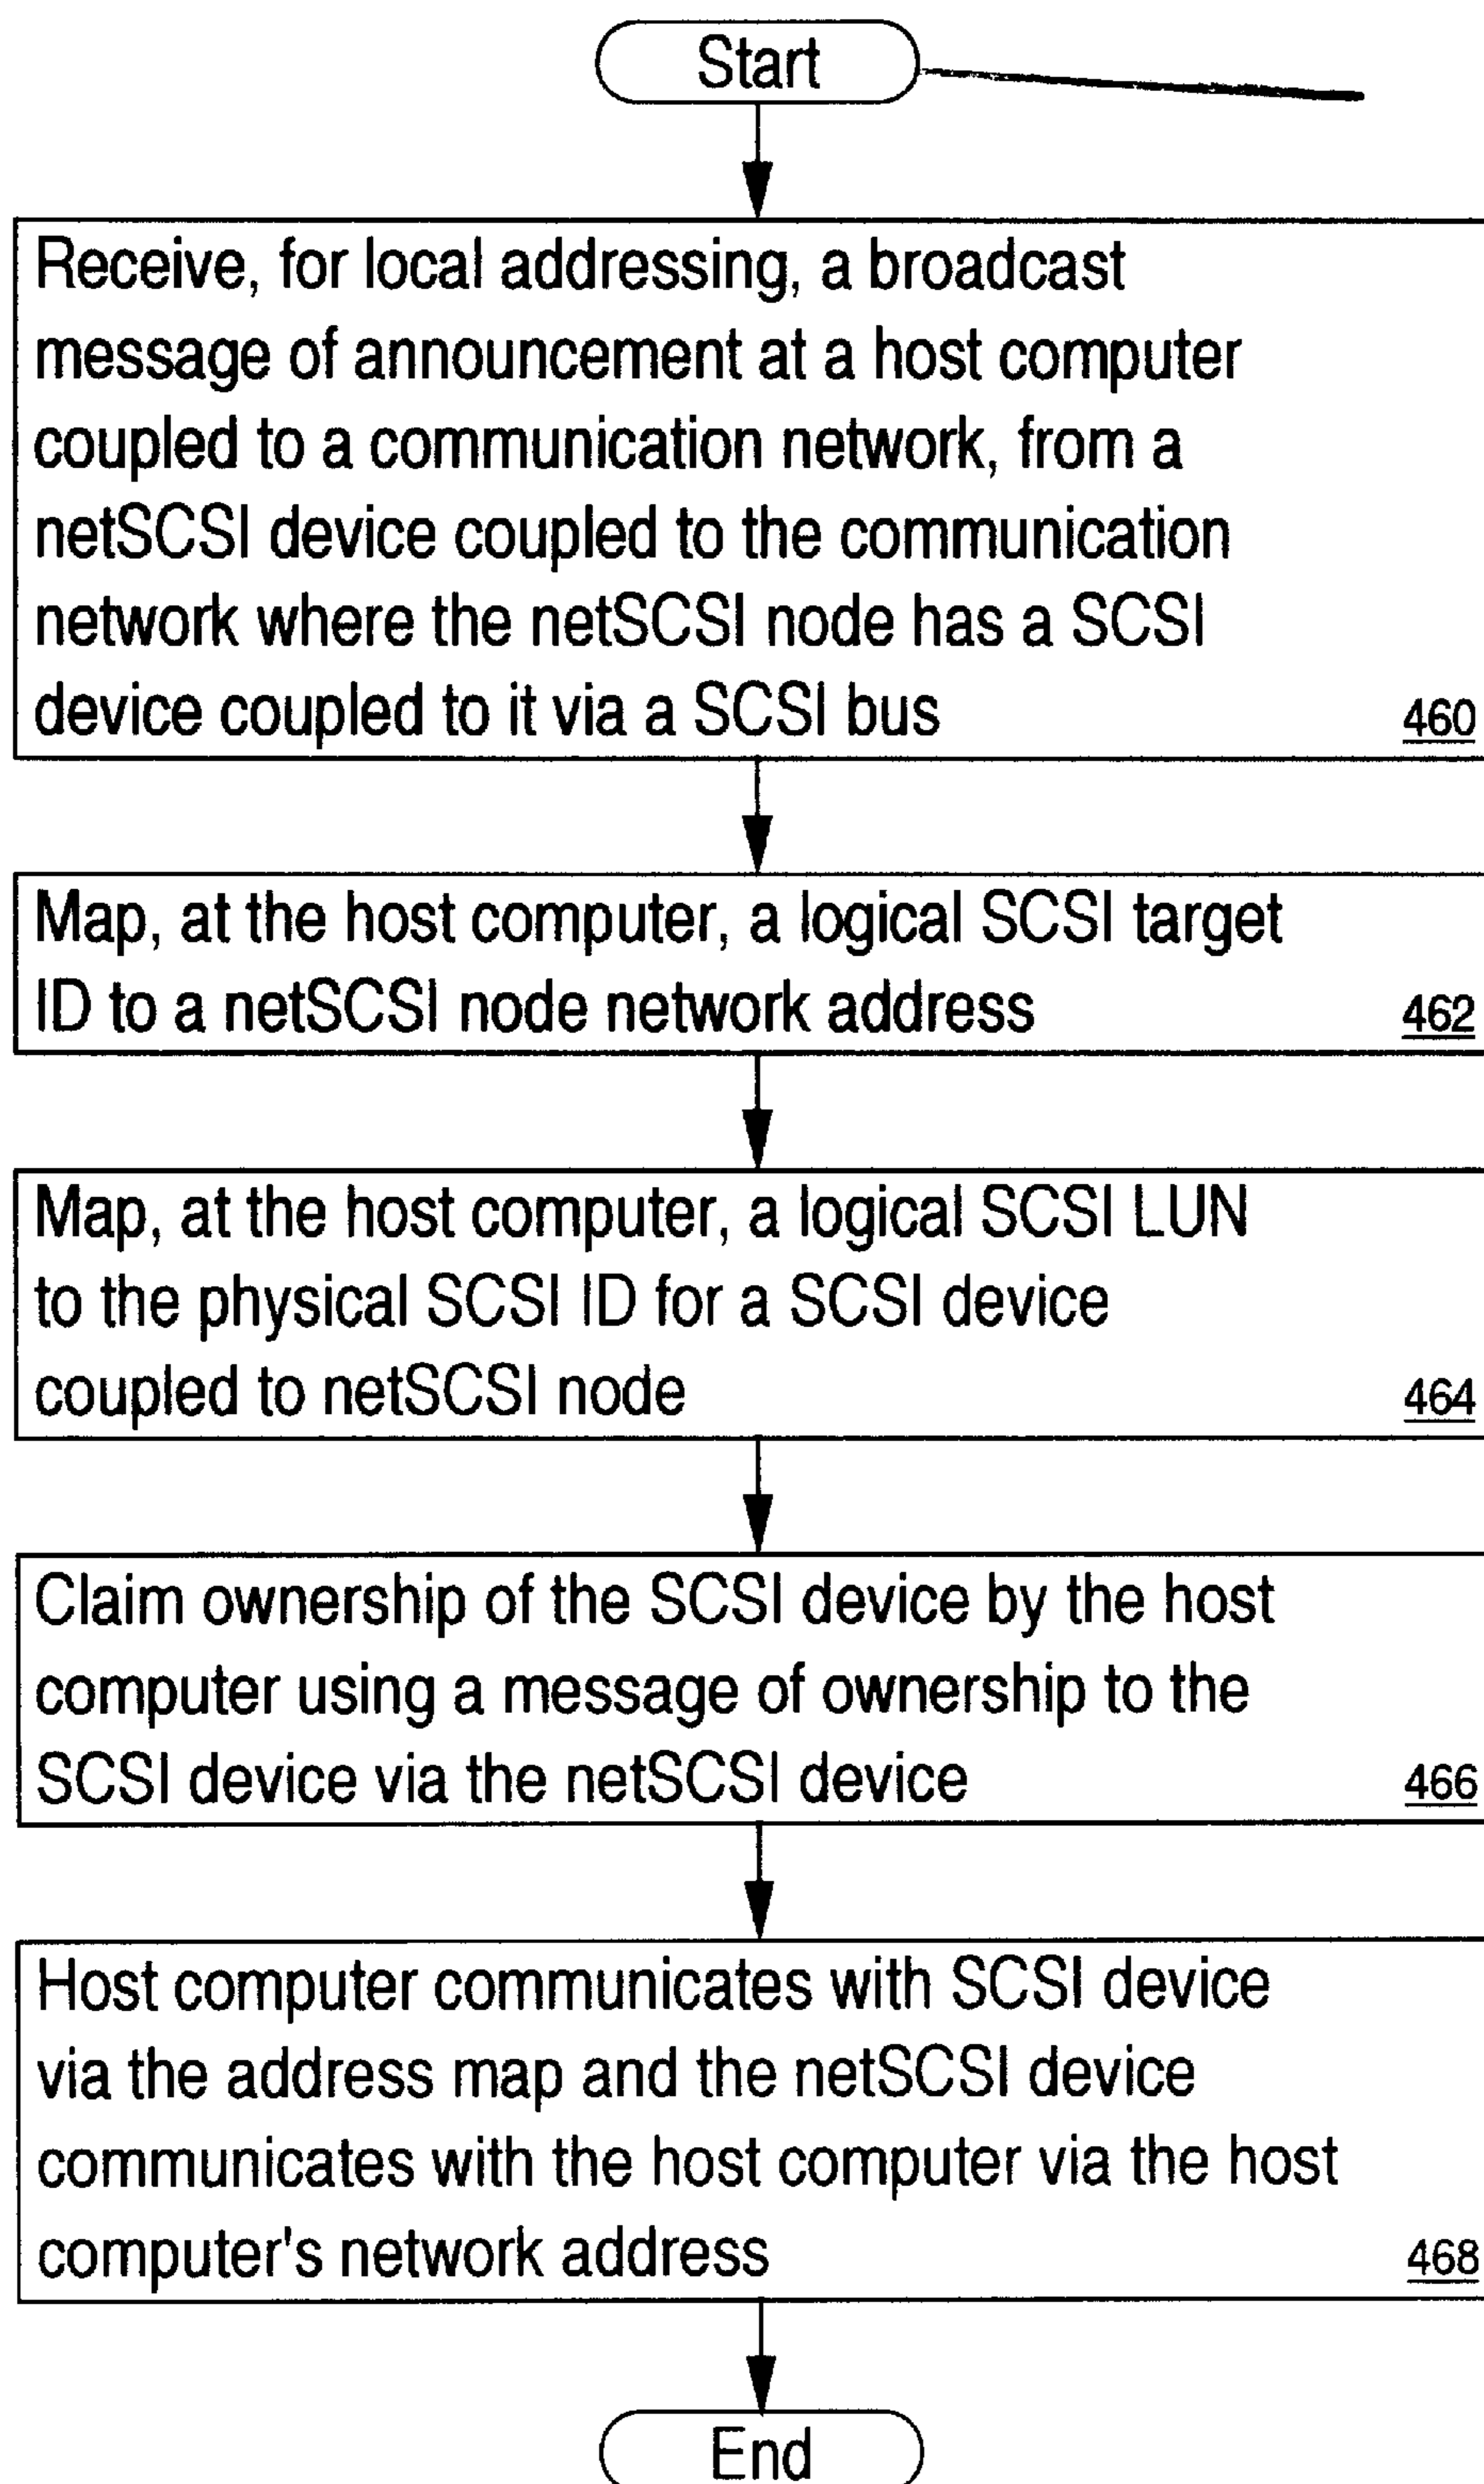 Start
Receive, for local addressing, a broadcast
message of announcement at a host computer
coupled to a communication network, from a
netSCSI device coupled to the communication
network where the netSCSI node has a SCSI
device coupled to it via a SCSI bus
460
Map, at the host computer, a logical SCSI target
ID to a netSCSI node network address
462
Map, at the host computer, a logical SCSI LUN
to the physical SCSI ID for a SCSI device
coupled to netSCSI node
464
Claim ownership of the SCSI device by the host
computer using a message of ownership to the
SCSI device via the netSCSI device
466
Host computer communicates with SCSI device
via the address map and the netSCSI device
communicates with the host computer via the host
computer's network address
468
End